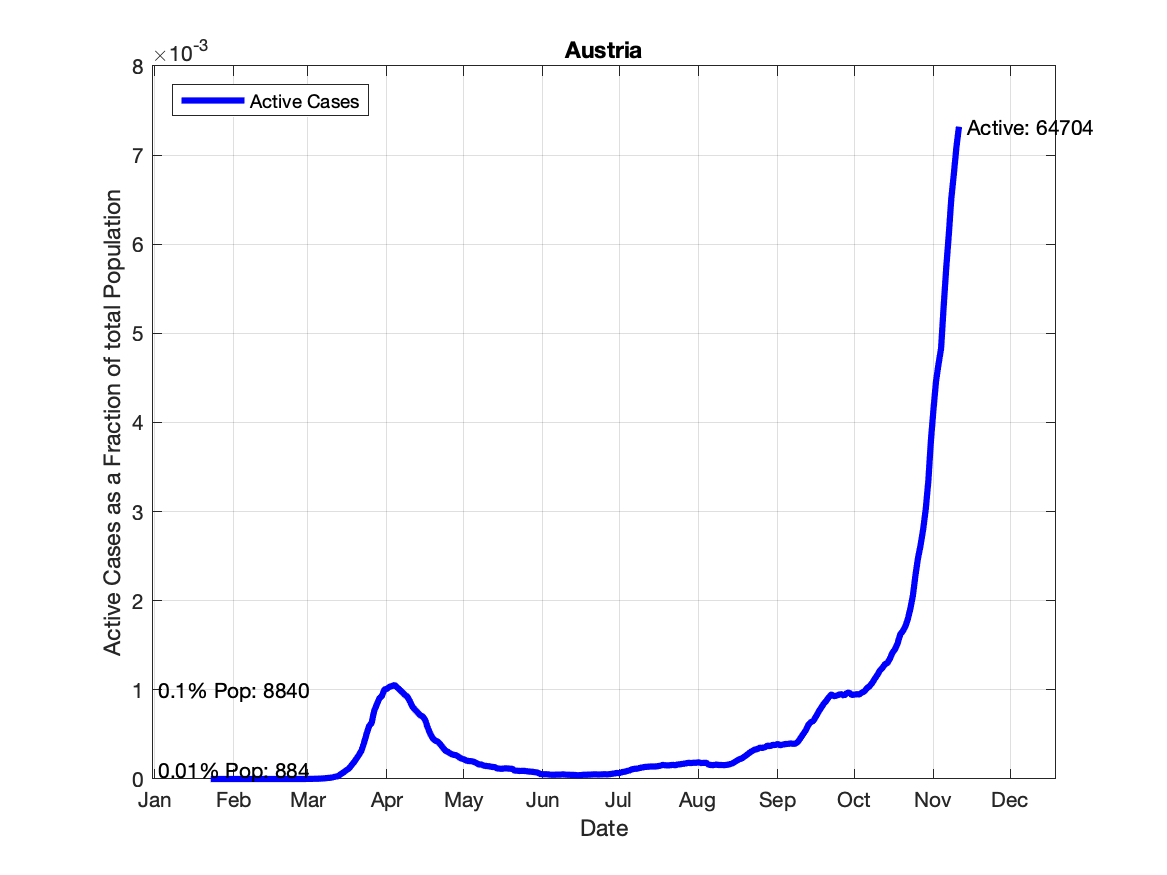 Austria
×10-3
8
7
6
5
4
3
2
1
0
Active Cases as a Fraction of total Population
Active Cases
Active: 64704
0.1% Pop: 8840
0.01% Pop: 884
Jan Feb Mar Apr May Jun Jul Aug Sep Oct Nov Dec
Date